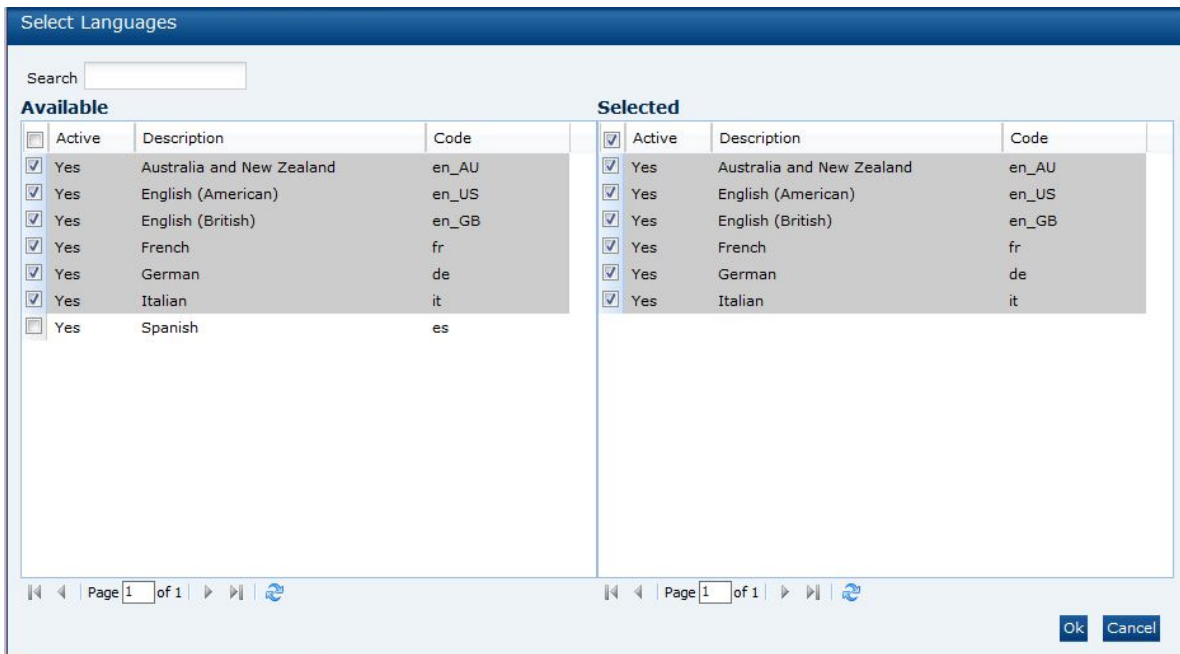 Select Languages
Search
Available Selected
Active Description Code Active Description Code
Yes Australia and New Zealand en_AU Yes Australia and New Zealand en_AU
Yes English (American) en_US Yes English (American) en_US
Yes English (British) en_GB Yes English (British) en_GB
Yes French fr Yes French fr
Yes German de Yes German de
Yes Italian it Yes Italian it
Yes Spanish es
Page 1 of 1 Page 1 of 1
Ok Cancel